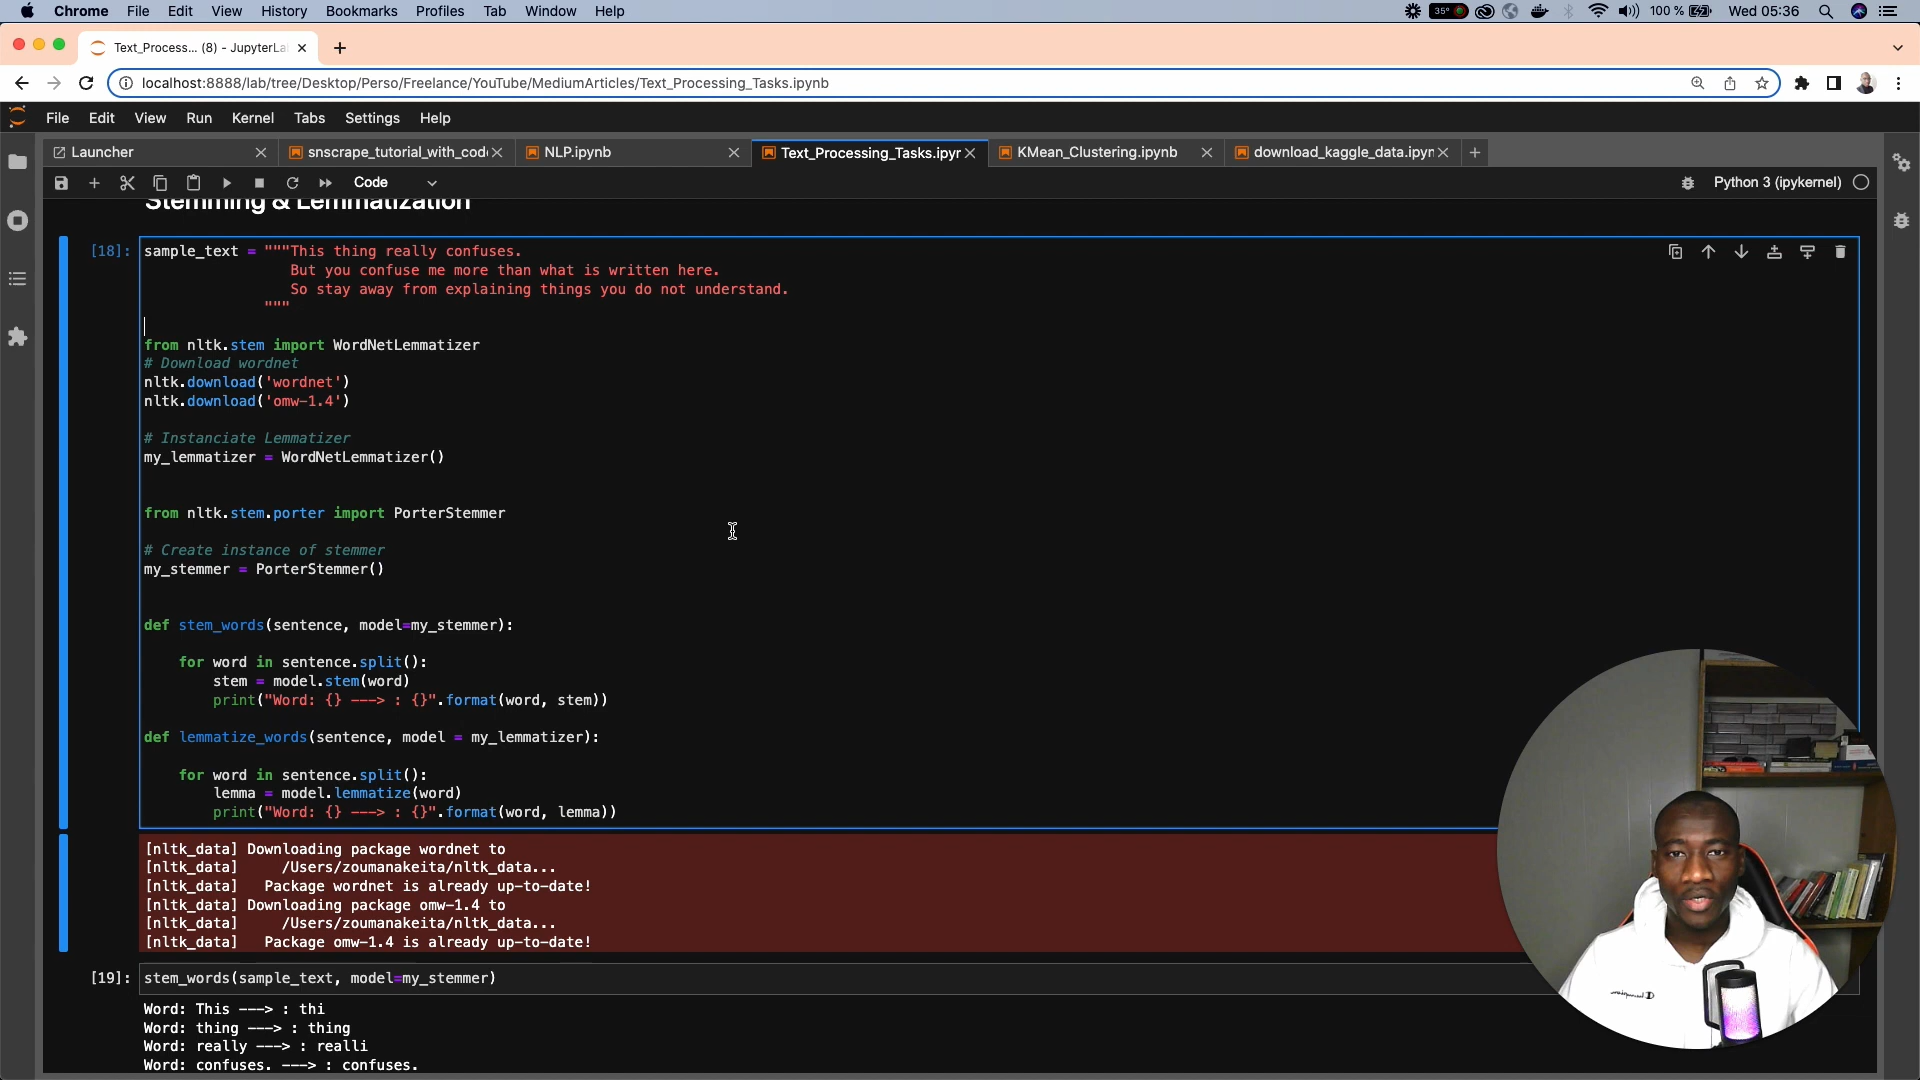 Chrome File Edit View History Bookmarks Profiles Tab Window Help 35° 100 % Wed 05:36
Text_Process... (8) - JupyterLa
localhost:8888/lab/tree/Desktop/Perso/Freelance/YouTube/MediumArticles/Text_Processing_Tasks.ipynb
File Edit View Run Kernel Tabs Settings Help
Launcher snscrape_tutorial_with_cod NLP.ipynb Text_Processing_Tasks.ipyr KMean_Clustering.ipynb download_kaggle_data.ipyn
Code Python 3 (ipykernel)
Stemming & Lemmatization
[18]: sample_text = """This thing really confuses.
But you confuse me more than what is written here.
So stay away from explaining things you do not understand.
"""
from nltk.stem import WordNetLemmatizer
# Download wordnet
nltk.download('wordnet')
nltk.download('omw-1.4')
# Instanciate Lemmatizer
my_lemmatizer = WordNetLemmatizer()
from nltk.stem.porter import PorterStemmer
# Create instance of stemmer
my_stemmer = PorterStemmer()
def stem_words(sentence, model=my_stemmer):
for word in sentence.split():
stem = model.stem(word)
print("Word: {} ---> : {}".format(word, stem))
def lemmatize_words(sentence, model = my_lemmatizer):
for word in sentence.split():
lemma = model.lemmatize(word)
print("Word: {} ---> : {}".format(word, lemma))
[nltk_data] Downloading package wordnet to
[nltk_data] /Users/zoumanakeita/nltk_data...
[nltk_data] Package wordnet is already up-to-date!
[nltk_data] Downloading package omw-1.4 to
[nltk_data] /Users/zoumanakeita/nltk_data...
[nltk_data] Package omw-1.4 is already up-to-date!
[19]: stem_words(sample_text, model=my_stemmer)
Word: This ---> : thi
Word: thing ---> : thing
Word: really ---> : realli
Word: confuses. ---> : confuses.